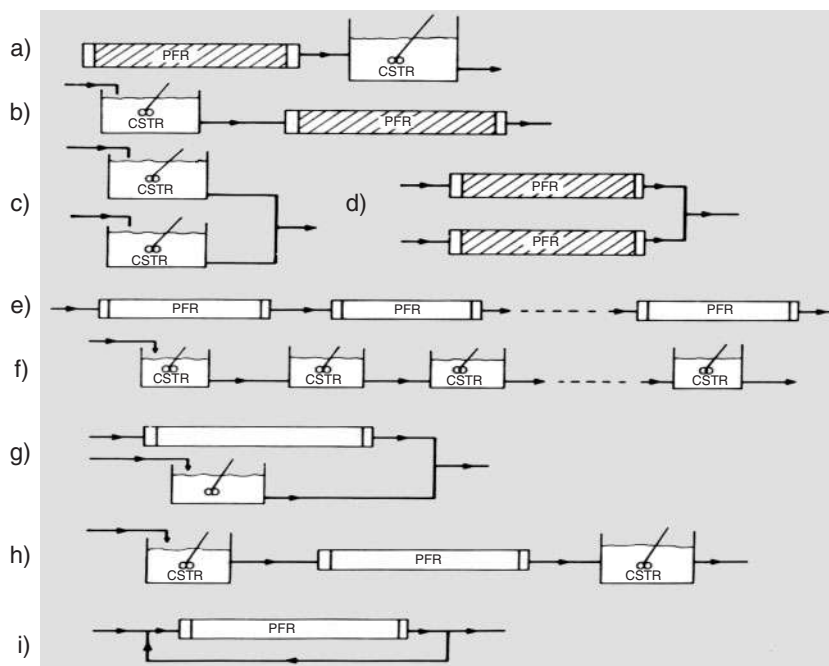 a) PFR CSTR
b) CSTR PFR
c) CSTR
CSTR
d) PFR
PFR
e) PFR PFR PFR
f) CSTR CSTR CSTR CSTR
g)
h) CSTR PFR CSTR
i) PFR